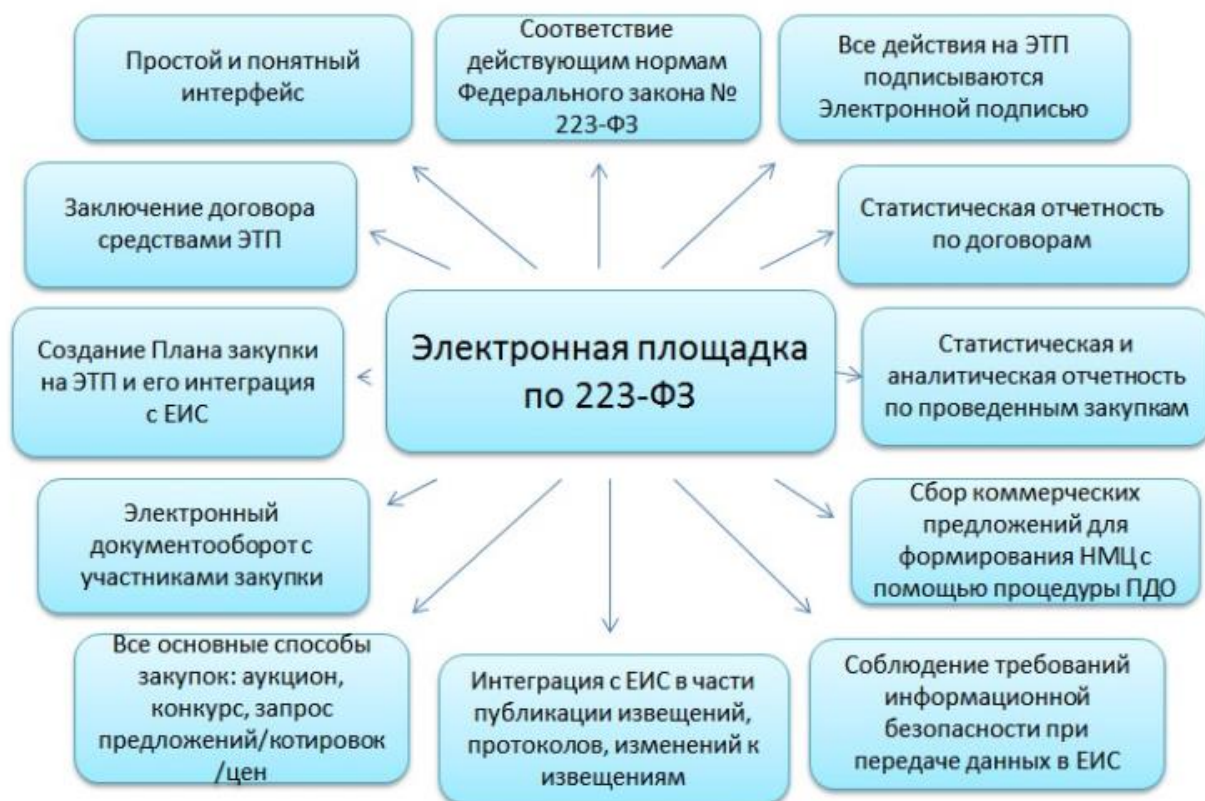 Простой и понятный
интерфейс
Соответствие
действующим нормам
Федерального закона №
223-ФЗ
Все действия на ЭТП
подписываются
Электронной подписью
Заключение договора
средствами ЭТП
Статистическая отчетность
по договорам
Создание Плана закупки
на ЭТП и его интеграция
с ЕИС
Электронная площадка
по 223-ФЗ
Статистическая и
аналитическая отчетность
по проведенным закупкам
Электронный
документооборот с
участниками закупки
Сбор коммерческих
предложений для
формирования НМЦ с
помощью процедуры ПДО
Все основные способы
закупок: аукцион,
конкурс, запрос
предложений/котировок
/цен
Интеграция с ЕИС в части
публикации извещений,
протоколов, изменений к
извещениям
Соблюдение требований
информационной
безопасности при
передаче данных в ЕИС